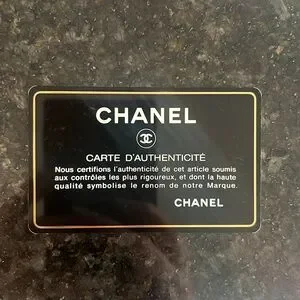 CHANEL
CARTE D'AUTHENTICITÉ
Nous certifions l'authenticité de cet article soumis
aux contrôles les plus rigoureux, et dont la haute
qualité symbolise le renom de notre Marque.
CHANEL